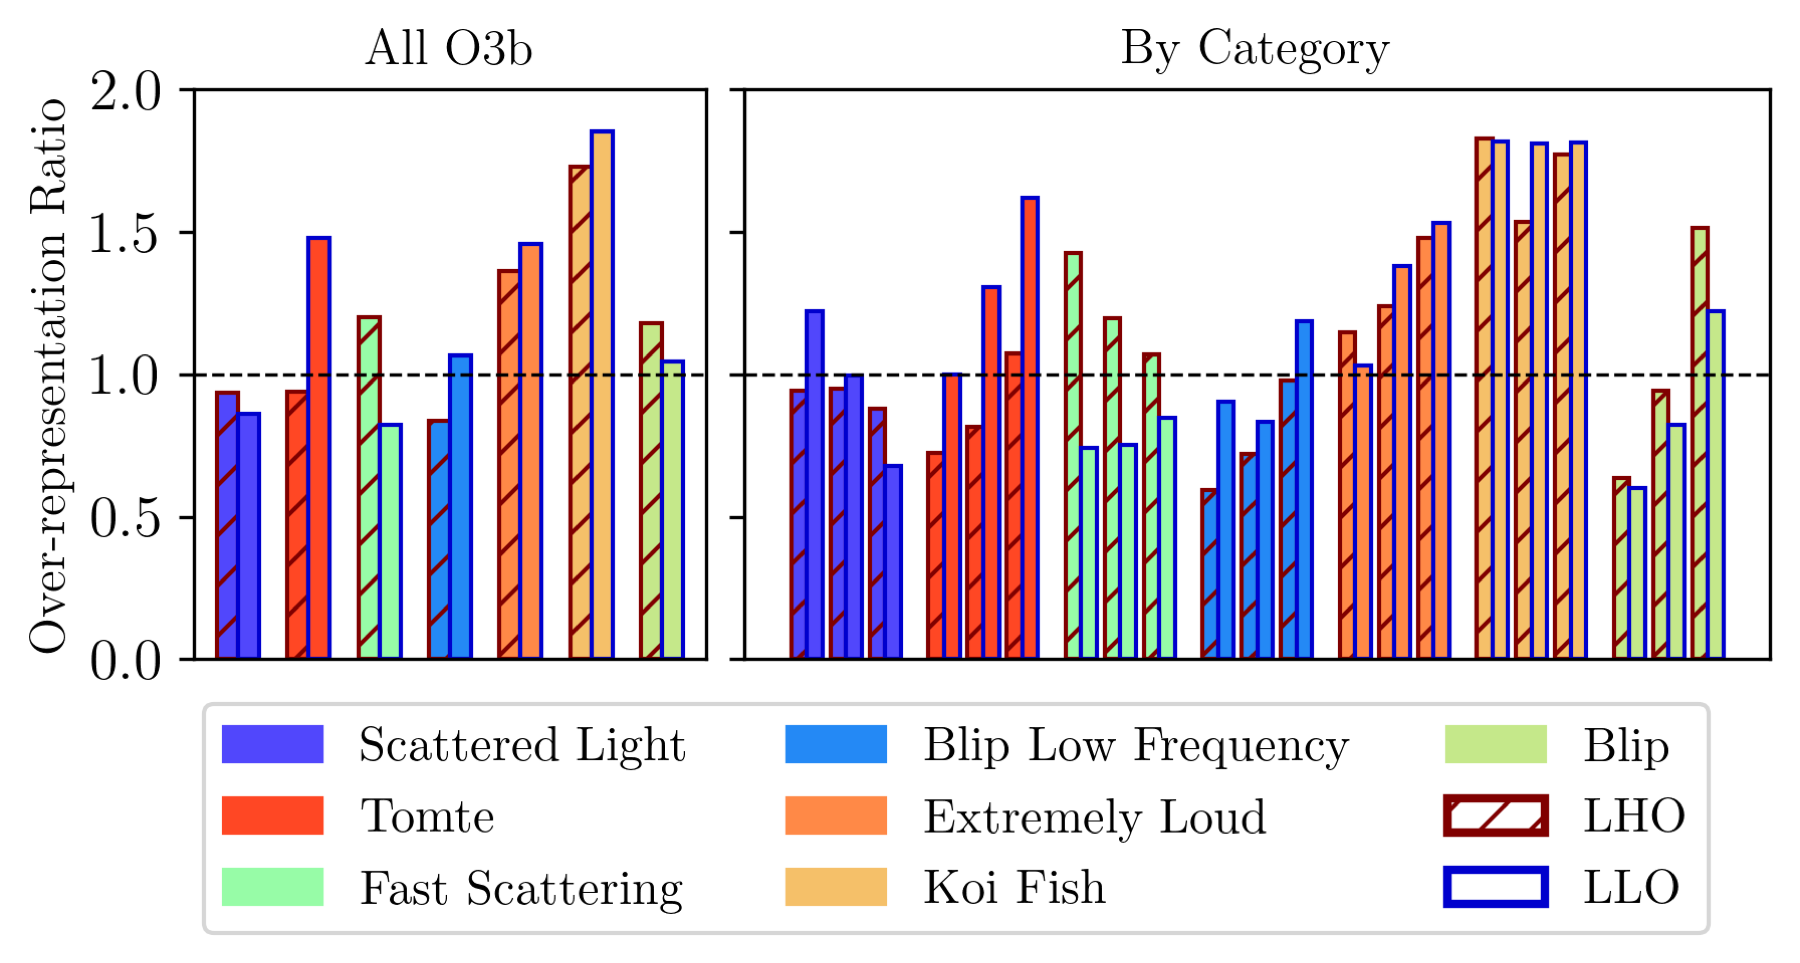 All O3b
By Category
Over-representation Ratio
2.0
1.5
1.0
0.5
0.0
Scattered Light
Tomte
Fast Scattering
Blip Low Frequency
Extremely Loud
Koi Fish
Blip
LHO
LLO